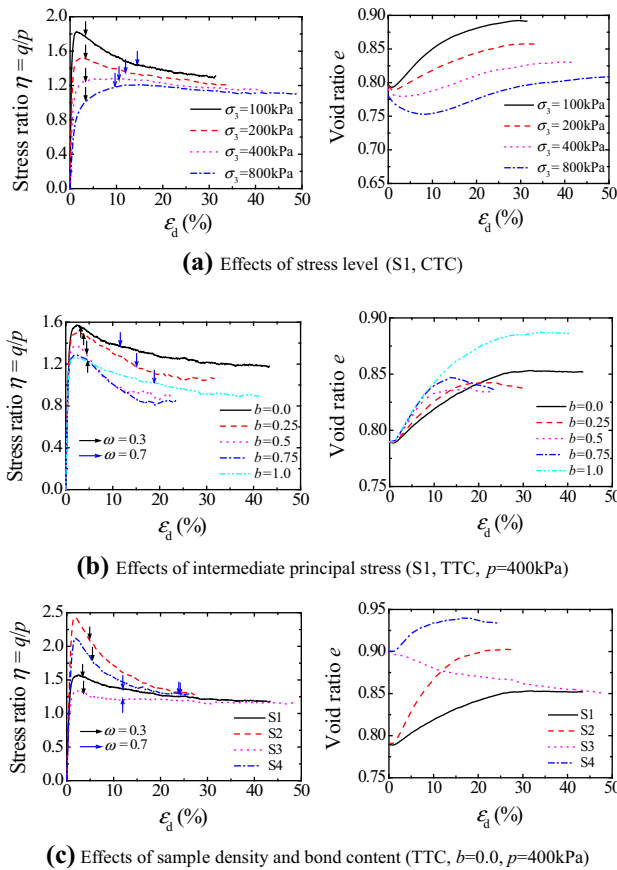 Stress ratio η = q/p
2.0
1.6
1.2
0.8
0.4
0.0
σ3=100kPa
σ3=200kPa
σ3=400kPa
σ3=800kPa
0 10 20 30 40 50
εd (%)
Void ratio e
0.90
0.85
0.80
0.75
0.70
0.65
σ3=100kPa
σ3=200kPa
σ3=400kPa
σ3=800kPa
0 10 20 30 40 50
εd (%)
(a) Effects of stress level (S1, CTC)
Stress ratio η = q/p
1.6
1.2
0.8
0.4
0.0
ω = 0.3
ω = 0.7
b=0.0
b=0.25
b=0.5
b=0.75
b=1.0
0 10 20 30 40 50
εd (%)
Void ratio e
0.90
0.85
0.80
0.75
b=0.0
b=0.25
b=0.5
b=0.75
b=1.0
0 10 20 30 40 50
εd (%)
(b) Effects of intermediate principal stress (S1, TTC, p=400kPa)
Stress ratio η = q/p
2.5
2.0
1.5
1.0
0.5
0.0
ω = 0.3
ω = 0.7
S1
S2
S3
S4
0 10 20 30 40 50
εd (%)
Void ratio e
0.95
0.90
0.85
0.80
0.75
S1
S2
S3
S4
0 10 20 30 40 50
εd (%)
(c) Effects of sample density and bond content (TTC, b=0.0, p=400kPa)